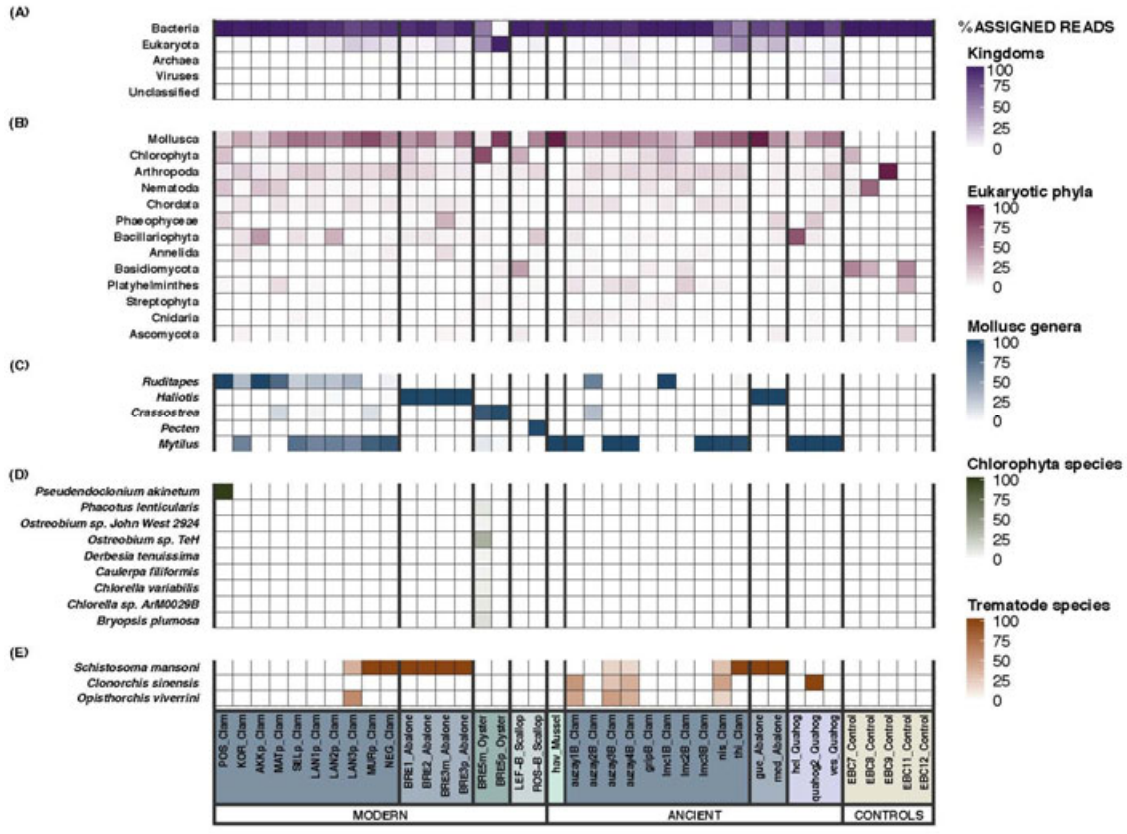 (A)
Bacteria
Eukaryota
Archaea
Viruses
Unclassified
(B)
Mollusca
Chlorophyta
Arthropoda
Nematoda
Chordata
Phaeophyceae
Bacillariophyta
Annelida
Basidiomycota
Platyhelminthes
Streptophyta
Cnidaria
Ascomycota
(C)
Ruditapes
Haliotis
Crassostrea
Pecten
Mytilus
(D)
Pseudendoclonium akinetum
Phacotus lenticularis
Ostreobium sp. John West 2924
Ostreobium sp. TeH
Derbesia tenuissima
Caulerpa filiformis
Chlorella variabilis
Chlorella sp. ArM0029B
Bryopsis plumosa
(E)
Schistosoma mansoni
Clonorchis sinensis
Opisthorchis viverrini
POS_Clam
KOR_Clam
AKKp_Clam
MATp_Clam
SELp_Clam
LAN1p_Clam
LAN2p_Clam
LAN3p_Clam
MURp_Clam
NEG_Clam
BRE1_Abalone
BRE2_Abalone
BRE3m_Abalone
BRE3p_Abalone
BRE5m_Oyster
BRE5p_Oyster
LEF-B_Scallop
ROS-B_Scallop
hav_Mussel
auzay1B_Clam
auzay2B_Clam
auzay3B_Clam
auzay4B_Clam
gripB_Clam
lmc1B_Clam
lmc2B_Clam
lmc3B_Clam
nis_Clam
thi_Clam
gue_Abalone
med_Abalone
hel_Quahog
quahog2_Quahog
ves_Quahog
EBC7_Control
EBC8_Control
EBC9_Control
EBC11_Control
EBC12_Control
MODERN
ANCIENT
CONTROLS
%ASSIGNED READS
Kingdoms
100
75
50
25
0
Eukaryotic phyla
100
75
50
25
0
Mollusc genera
100
75
50
25
0
Chlorophyta species
100
75
50
25
0
Trematode species
100
75
50
25
0